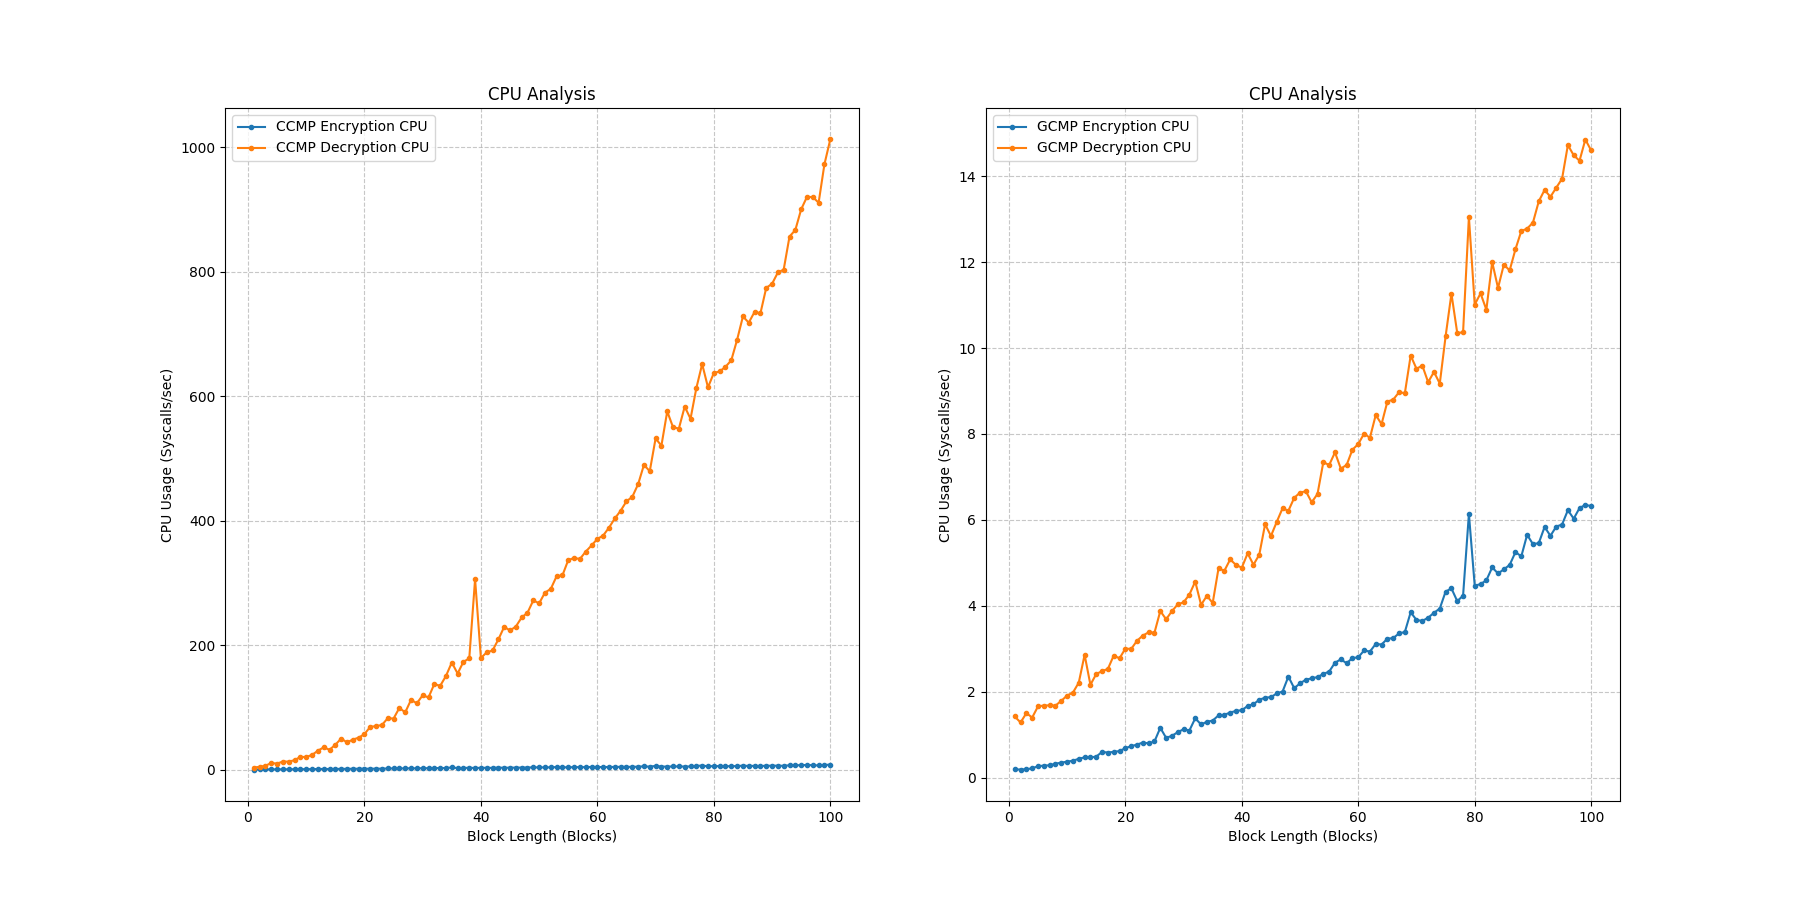 CPU Analysis
CCMP Encryption CPU
CCMP Decryption CPU
CPU Usage (Syscalls/sec)
1000
800
600
400
200
0
0 20 40 60 80 100
Block Length (Blocks)
CPU Analysis
GCMP Encryption CPU
GCMP Decryption CPU
CPU Usage (Syscalls/sec)
14
12
10
8
6
4
2
0
0 20 40 60 80 100
Block Length (Blocks)